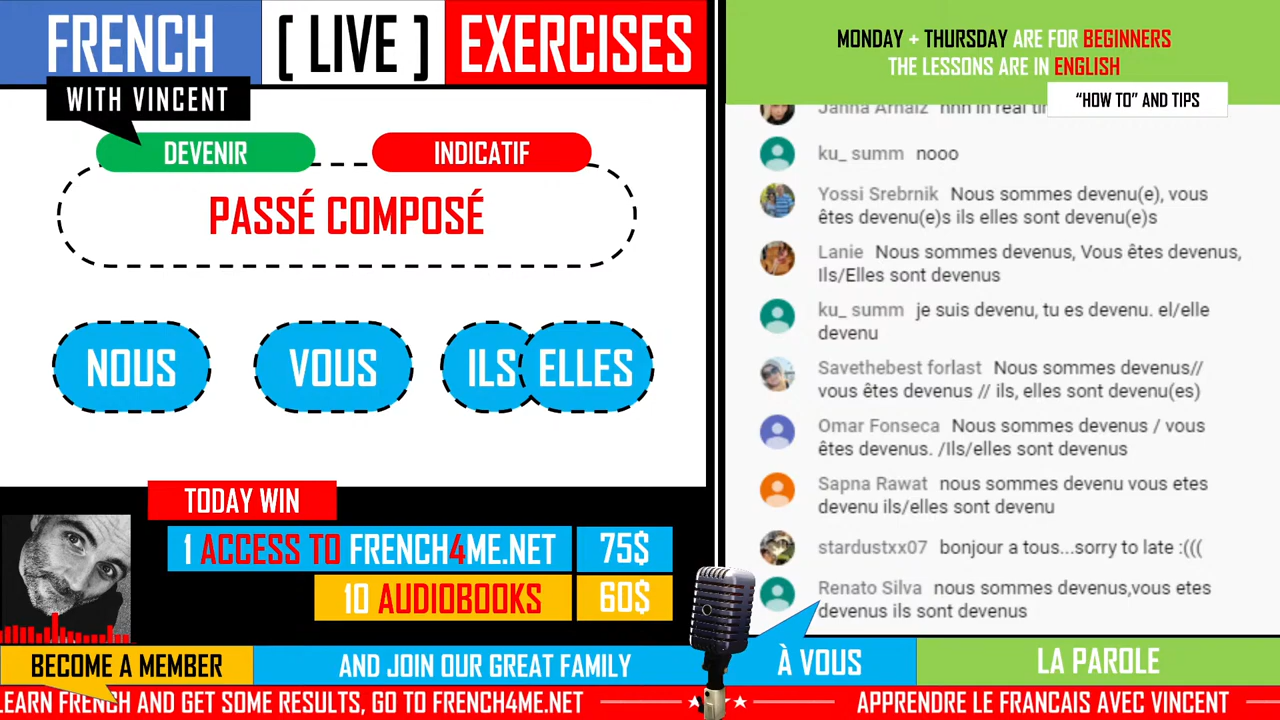 FRENCH [ LIVE ] EXERCISES
WITH VINCENT
DEVENIR INDICATIF
PASSÉ COMPOSÉ
NOUS VOUS ILS ELLES
TODAY WIN
1 ACCESS TO FRENCH4ME.NET 75$
10 AUDIOBOOKS 60$
BECOME A MEMBER AND JOIN OUR GREAT FAMILY
EARN FRENCH AND GET SOME RESULTS, GO TO FRENCH4ME.NET
MONDAY + THURSDAY ARE FOR BEGINNERS
THE LESSONS ARE IN ENGLISH
"HOW TO" AND TIPS
ku_ summ nooo
Yossi Srebrnik Nous sommes devenu(e), vous
êtes devenu(e)s ils elles sont devenu(e)s
Lanie Nous sommes devenus, Vous êtes devenus,
Ils/Elles sont devenus
ku_ summ je suis devenu, tu es devenu. el/elle
devenu
Savethebest forlast Nous sommes devenus//
vous êtes devenus // ils, elles sont devenu(es)
Omar Fonseca Nous sommes devenus / vous
êtes devenus. /Ils/elles sont devenus
Sapna Rawat nous sommes devenu vous etes
devenu ils/elles sont devenu
stardustxx07 bonjour a tous...sorry to late :(((
Renato Silva nous sommes devenus,vous etes
devenus ils sont devenus
À VOUS LA PAROLE
APPRENDRE LE FRANCAIS AVEC VINCENT